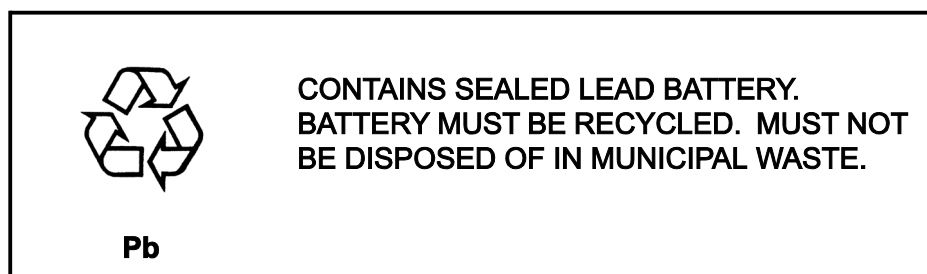 CONTAINS SEALED LEAD BATTERY.
BATTERY MUST BE RECYCLED.  MUST NOT
BE DISPOSED OF IN MUNICIPAL WASTE.
Pb